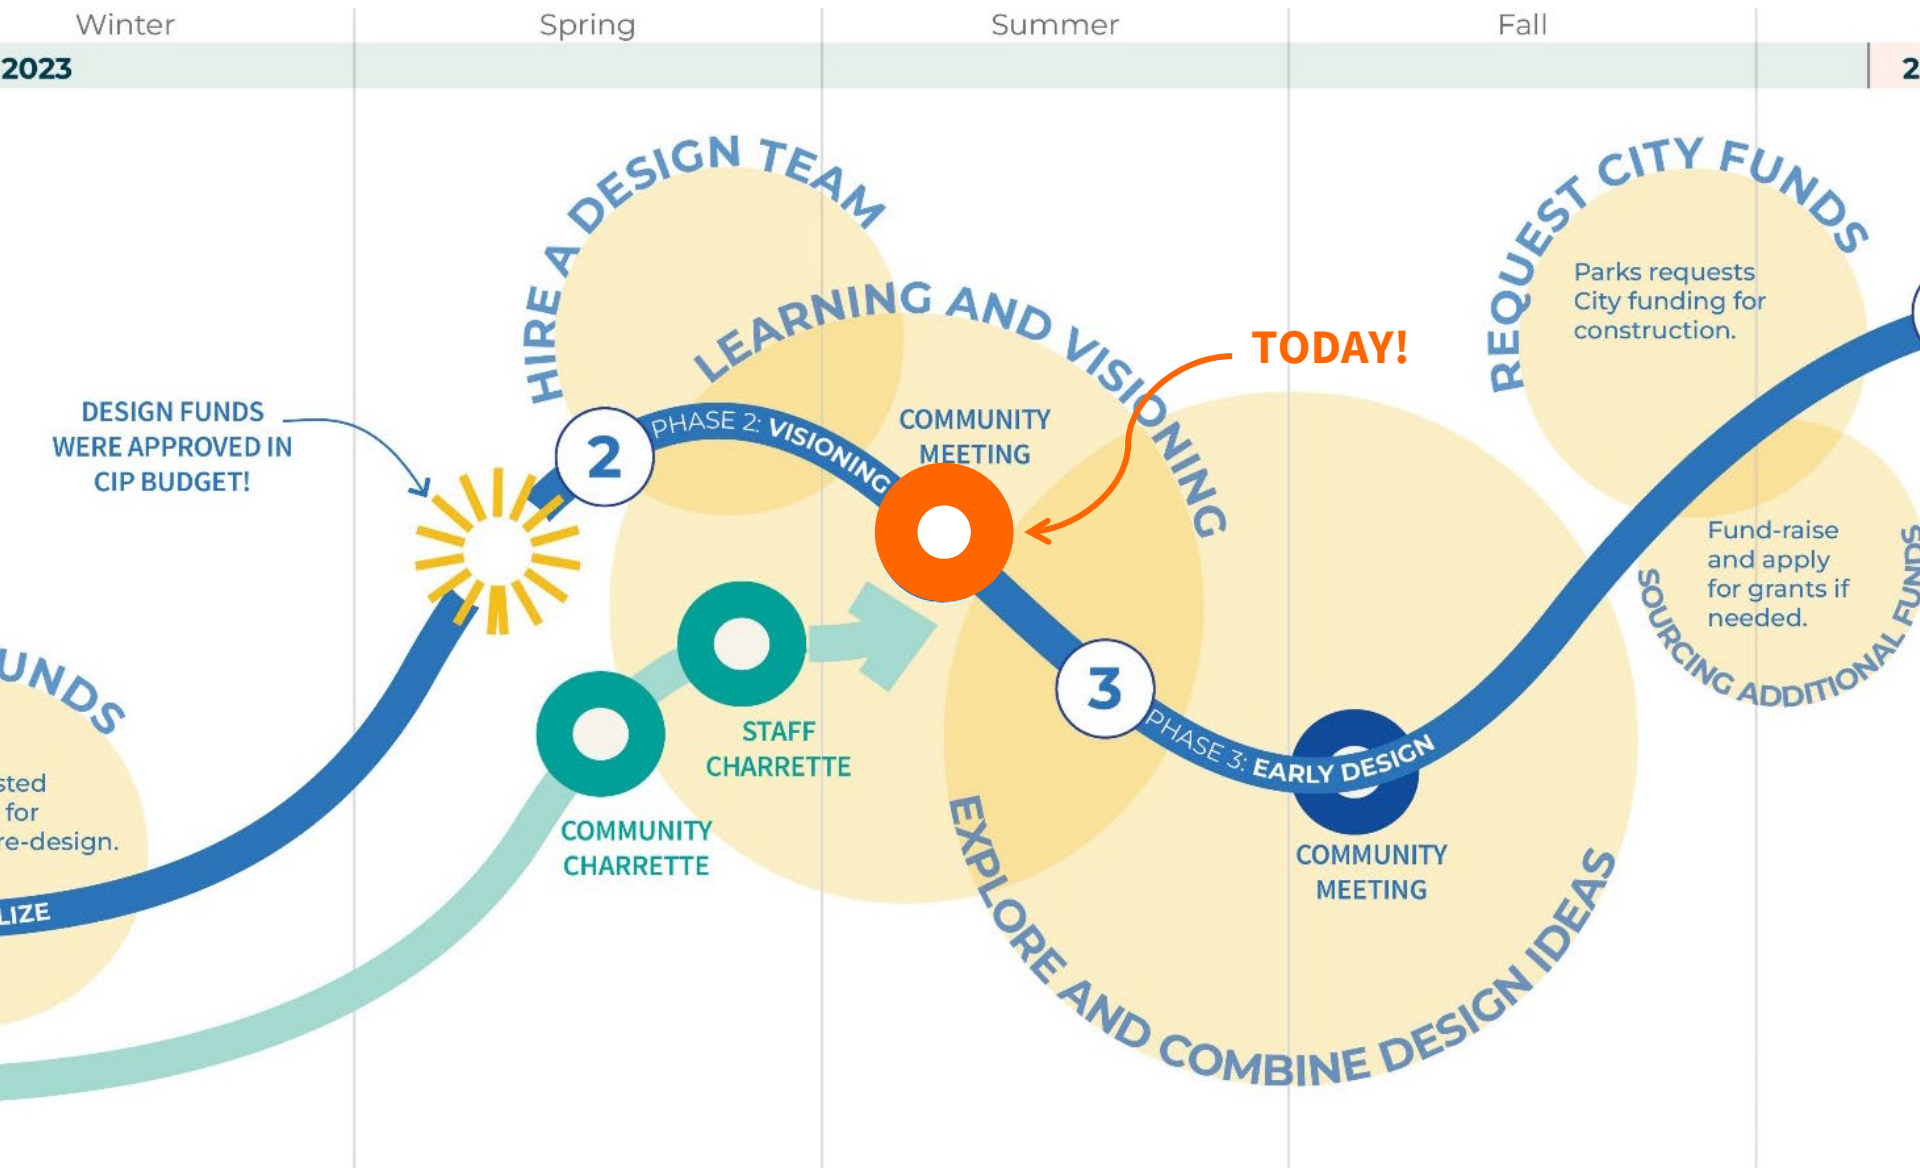 Winter
Spring
Summer
Fall
2023
2
HIRE A DESIGN TEAM
LEARNING AND VISIONING
REQUEST CITY FUNDS
Parks requests
City funding for
construction.
TODAY!
DESIGN FUNDS
WERE APPROVED IN
CIP BUDGET!
2
PHASE 2: VISIONING
COMMUNITY
MEETING
Fund-raise
and apply
for grants if
needed.
SOURCING ADDITIONAL FUNDS
UNDS
STAFF
CHARRETTE
COMMUNITY
CHARRETTE
3
PHASE 3: EARLY DESIGN
COMMUNITY
MEETING
sted
for
re-design.
LIZE
EXPLORE AND COMBINE DESIGN IDEAS